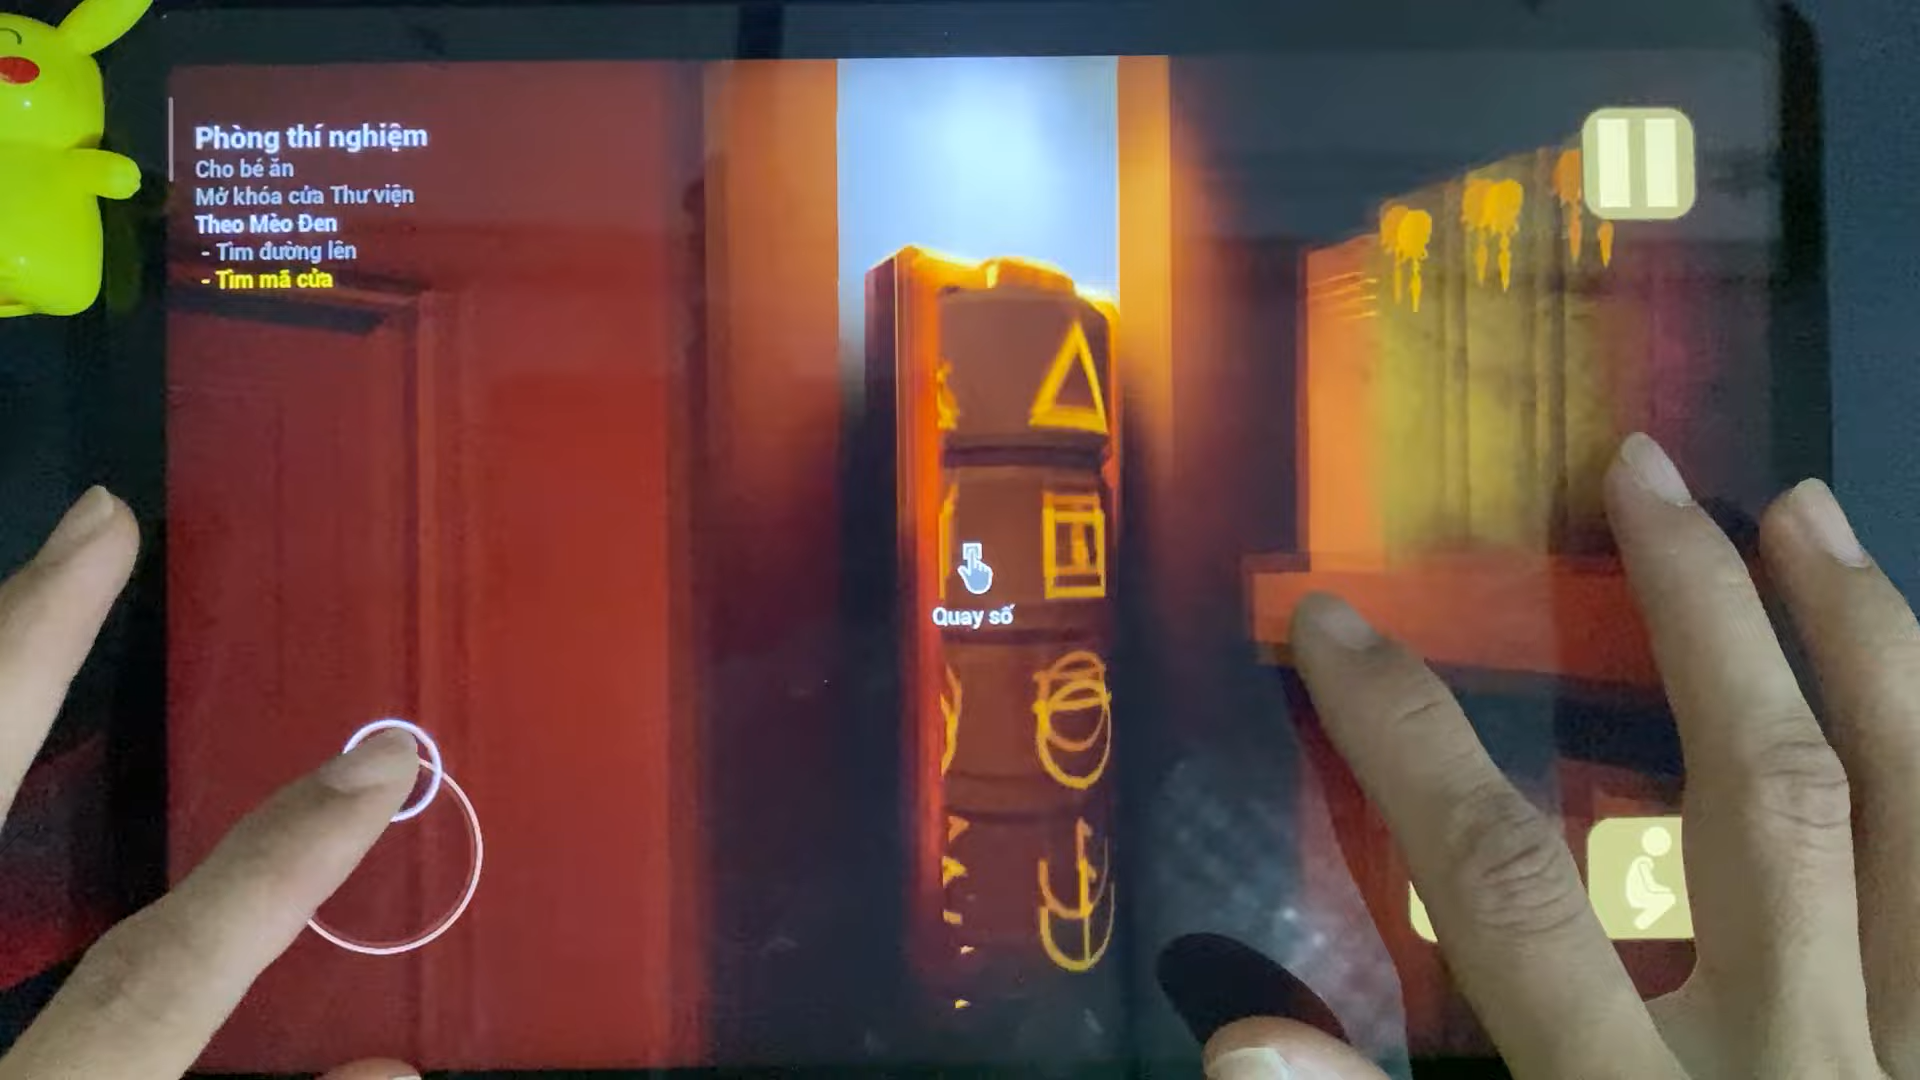 Phòng thí nghiệm
Cho bé ăn
Mở khóa cửa Thư viện
Theo Mèo Đen
- Tìm đường lên
- Tìm mã cửa
Quay số